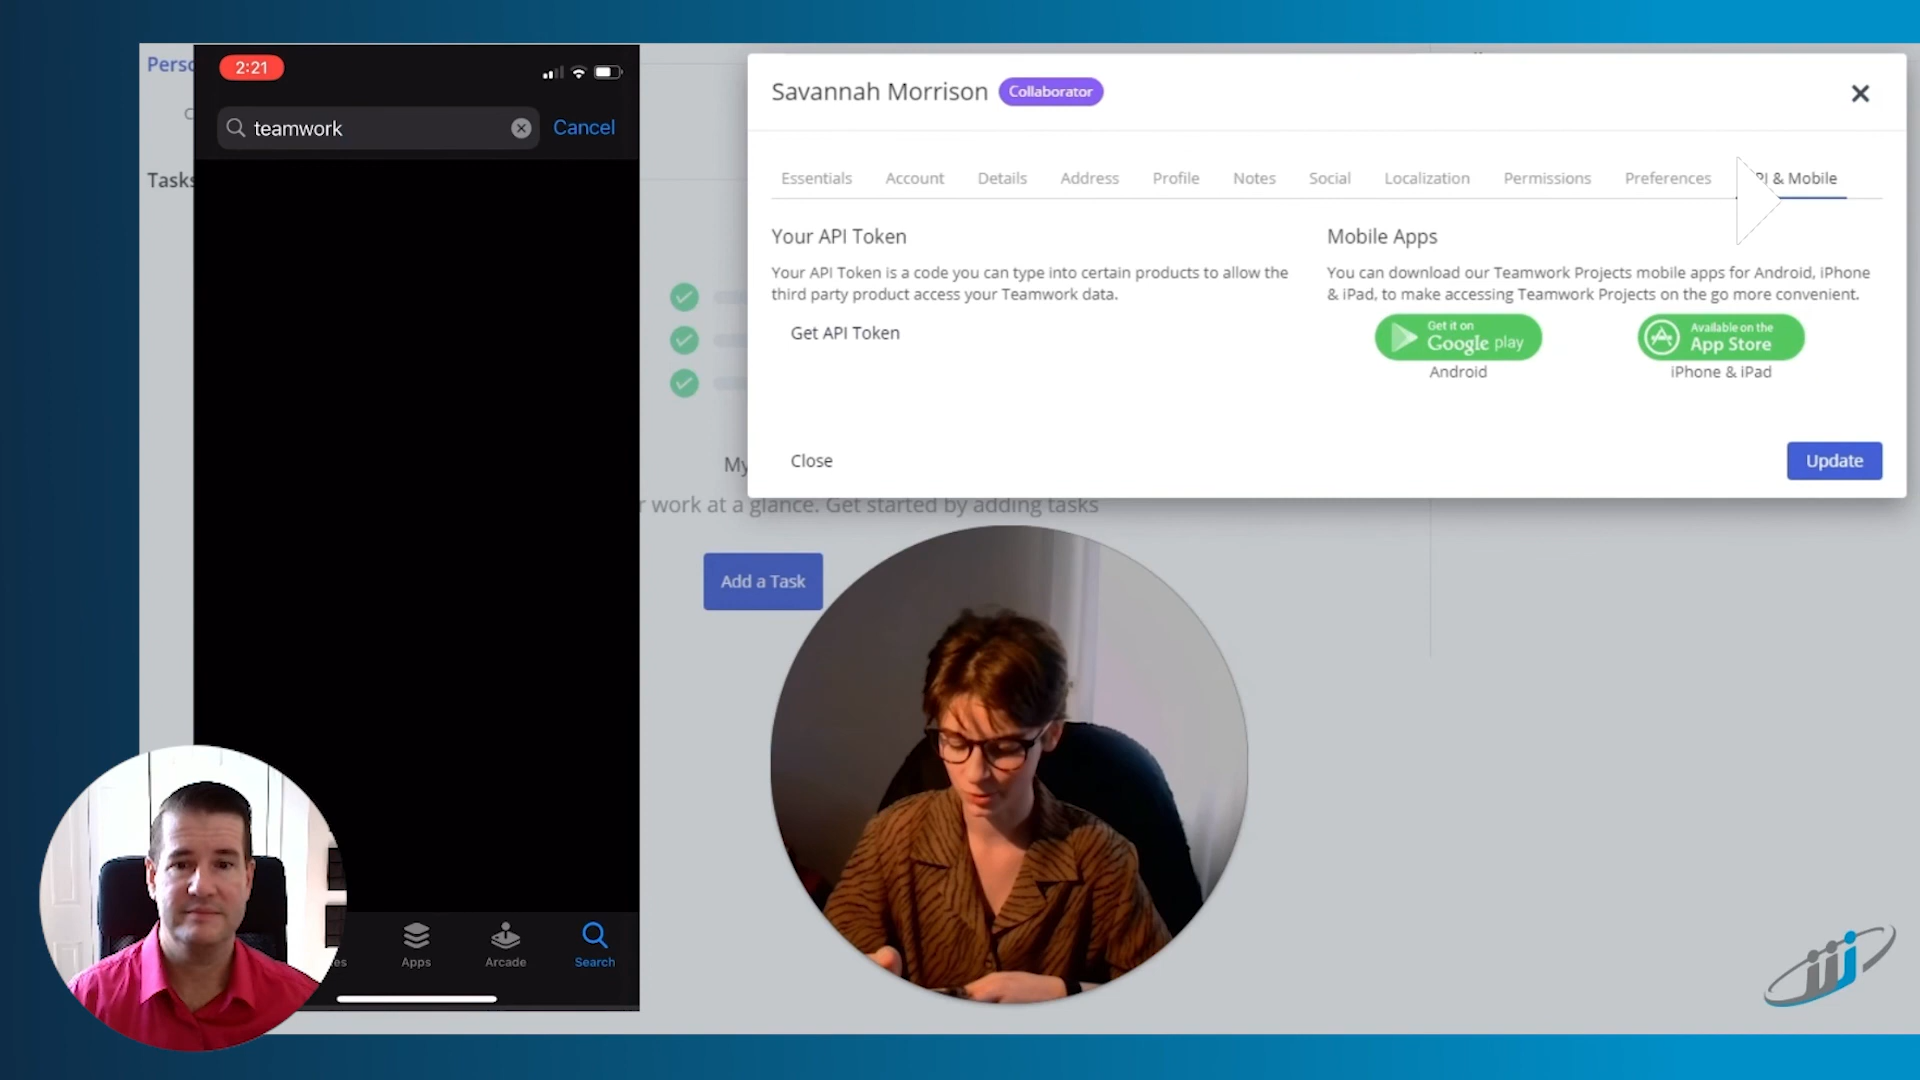 Perso
C
Tasks
2:21
teamwork
Cancel
es
Apps
Arcade
Search
My
r work at a glance. Get started by adding tasks
Add a Task
Savannah Morrison
Collaborator
Essentials
Account
Details
Address
Profile
Notes
Social
Localization
Permissions
Preferences
PI & Mobile
Your API Token
Your API Token is a code you can type into certain products to allow the
third party product access your Teamwork data.
Get API Token
Mobile Apps
You can download our Teamwork Projects mobile apps for Android, iPhone
& iPad, to make accessing Teamwork Projects on the go more convenient.
Get it on
Google play
Android
Available on the
App Store
iPhone & iPad
Close
Update